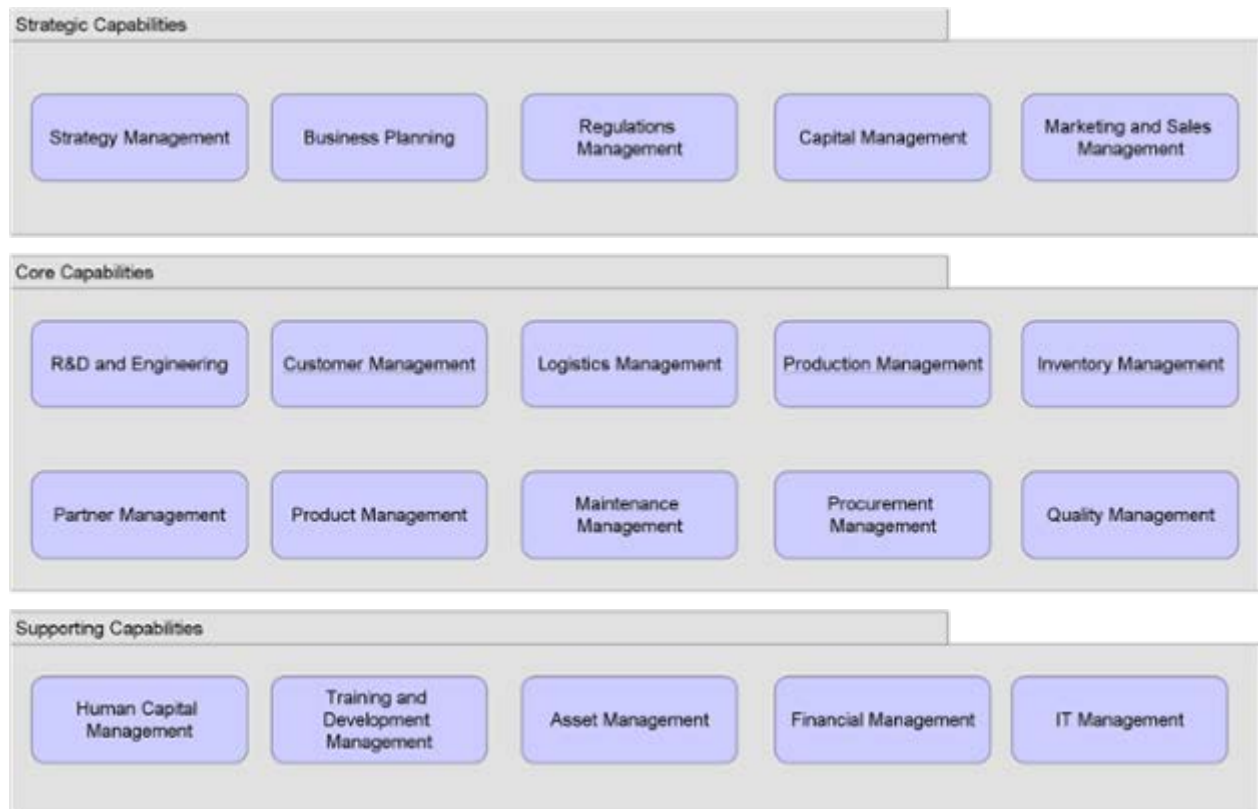 Strategic Capabilities
Strategy Management
Business Planning
Regulations
Management
Capital Management
Marketing and Sales
Management
Core Capabilities
R&D and Engineering
Customer Management
Logistics Management
Production Management
Inventory Management
Partner Management
Product Management
Maintenance
Management
Procurement
Management
Quality Management
Supporting Capabilities
Human Capital
Management
Training and
Development
Management
Asset Management
Financial Management
IT Management